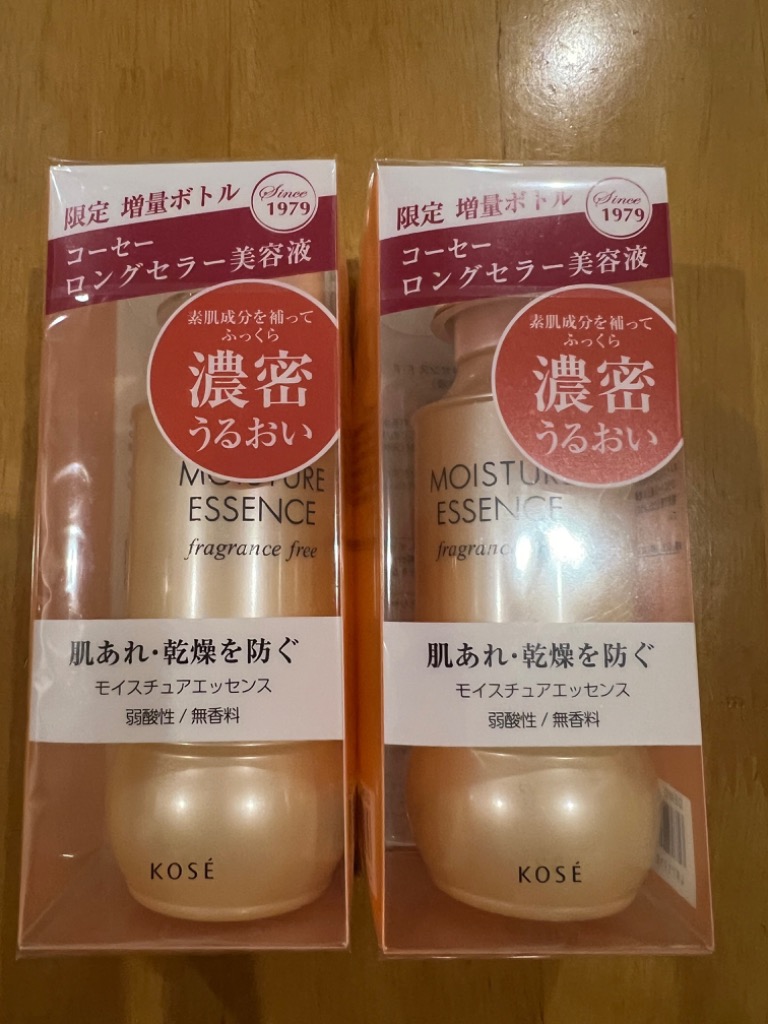 限定 増量ボトル
Since
1979
コーセー
ロングセラー美容液
素肌成分を補って
ふっくら
濃密
うるおい
MOISTURE
ESSENCE
fragrance free
肌あれ・乾燥を防ぐ
モイスチュアエッセンス
弱酸性 / 無香料
KOSÉ
限定 増量ボトル
Since
1979
コーセー
ロングセラー美容液
素肌成分を補って
ふっくら
濃密
うるおい
MOISTUR
ESSENCE
fragranc
肌あれ・乾燥を防ぐ
モイスチュアエッセンス
弱酸性 / 無香料
KOSÉ